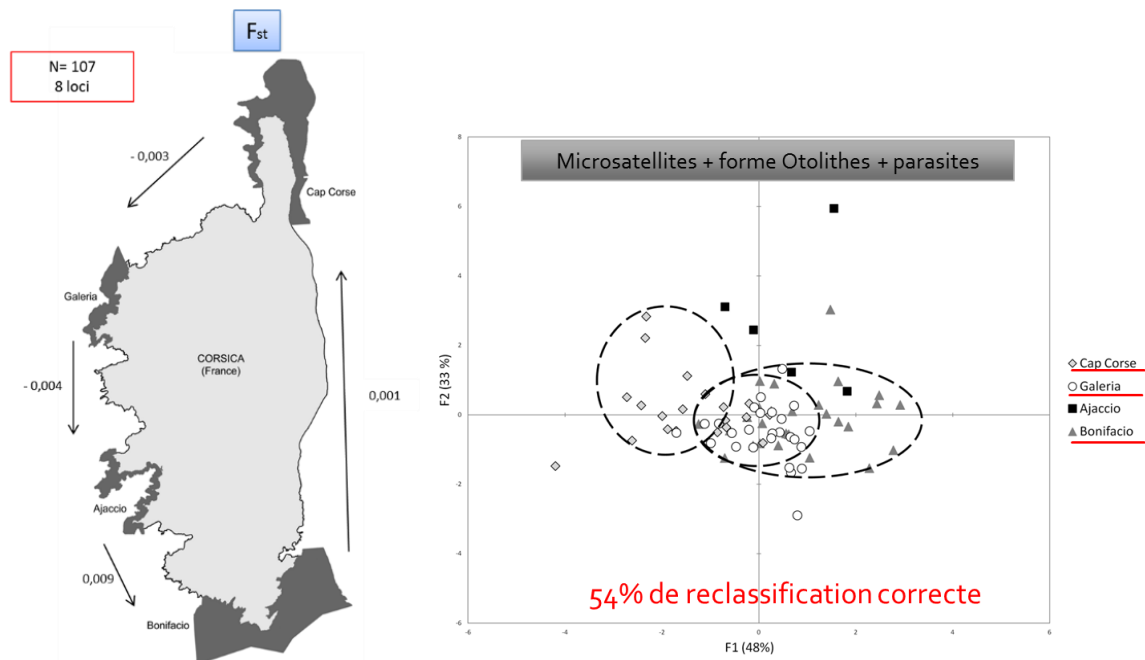 Fst
N= 107
8 loci
- 0,003
Cap Corse
Galeria
CORSICA
(France)
- 0,004
0,001
Ajaccio
0,009
Bonifacio
Microsatellites + forme Otolithes + parasites
8
6
4
2
0
-2
-4
-6
F2 (33 %)
-6
-4
-2
0
2
4
6
F1 (48%)
54% de reclassification correcte
Cap Corse
Galeria
Ajaccio
Bonifacio